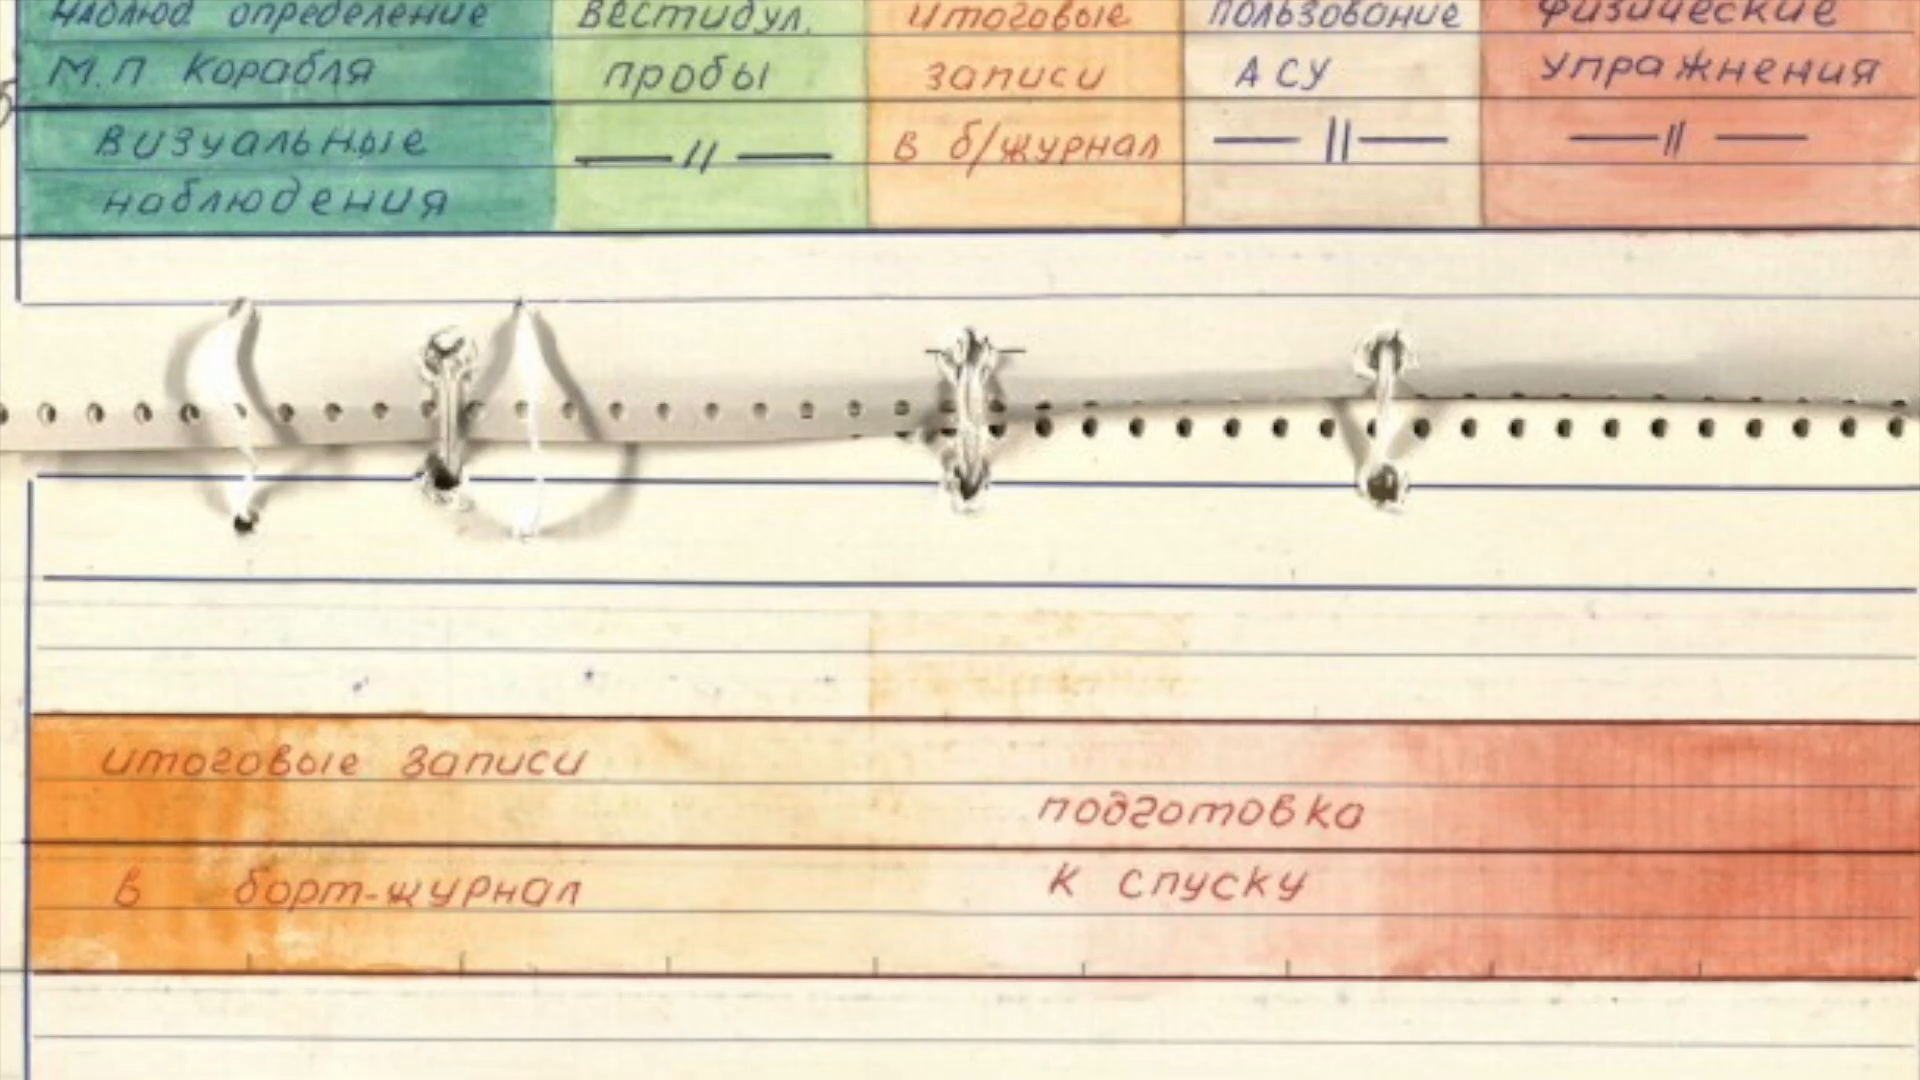 наблюд определение
М.П корабля
визуальные
наблюдения
вестибул.
пробы
— // —
итоговые
записи
в б/журнал
пользование
АСУ
— // —
физические
упражнения
— // —
итоговые записи
в борт-журнал
подготовка
к спуску